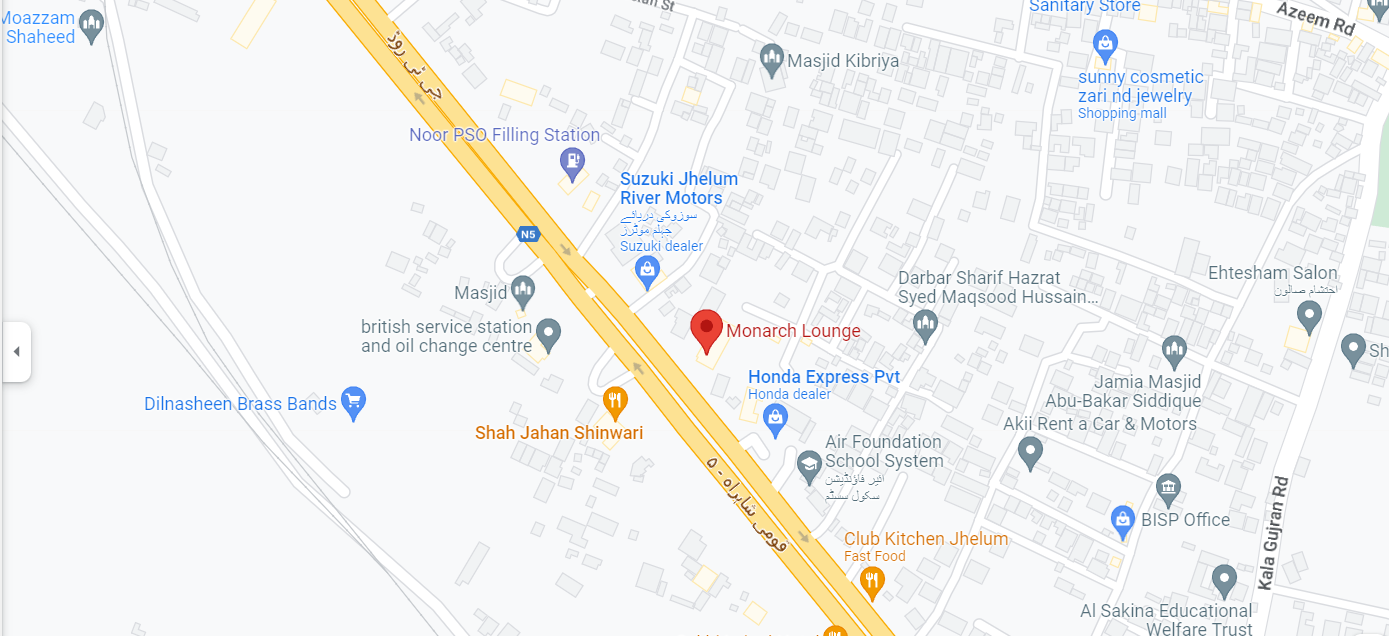 Moazzam
Shaheed
Sanitary Store
Azeem Rd
جی ٹی روڈ
Masjid Kibriya
sunny cosmetic
zari nd jewelry
Shopping mall
Noor PSO Filling Station
Suzuki Jhelum
River Motors
سوزوکی دریائے
جہلم موٹرز
Suzuki dealer
N5
Masjid
british service station
and oil change centre
Monarch Lounge
Darbar Sharif Hazrat
Syed Maqsood Hussain...
Ehtesham Salon
احتشام صالون
Sh
Honda Express Pvt
Honda dealer
Jamia Masjid
Abu-Bakar Siddique
Dilnasheen Brass Bands
Shah Jahan Shinwari
Akii Rent a Car & Motors
Air Foundation
School System
ائیر فاؤنڈیشن
سکول سسٹم
قومی شاہراہ - ۵
BISP Office
Kala Gujran Rd
Club Kitchen Jhelum
Fast Food
Al Sakina Educational
Welfare Trust